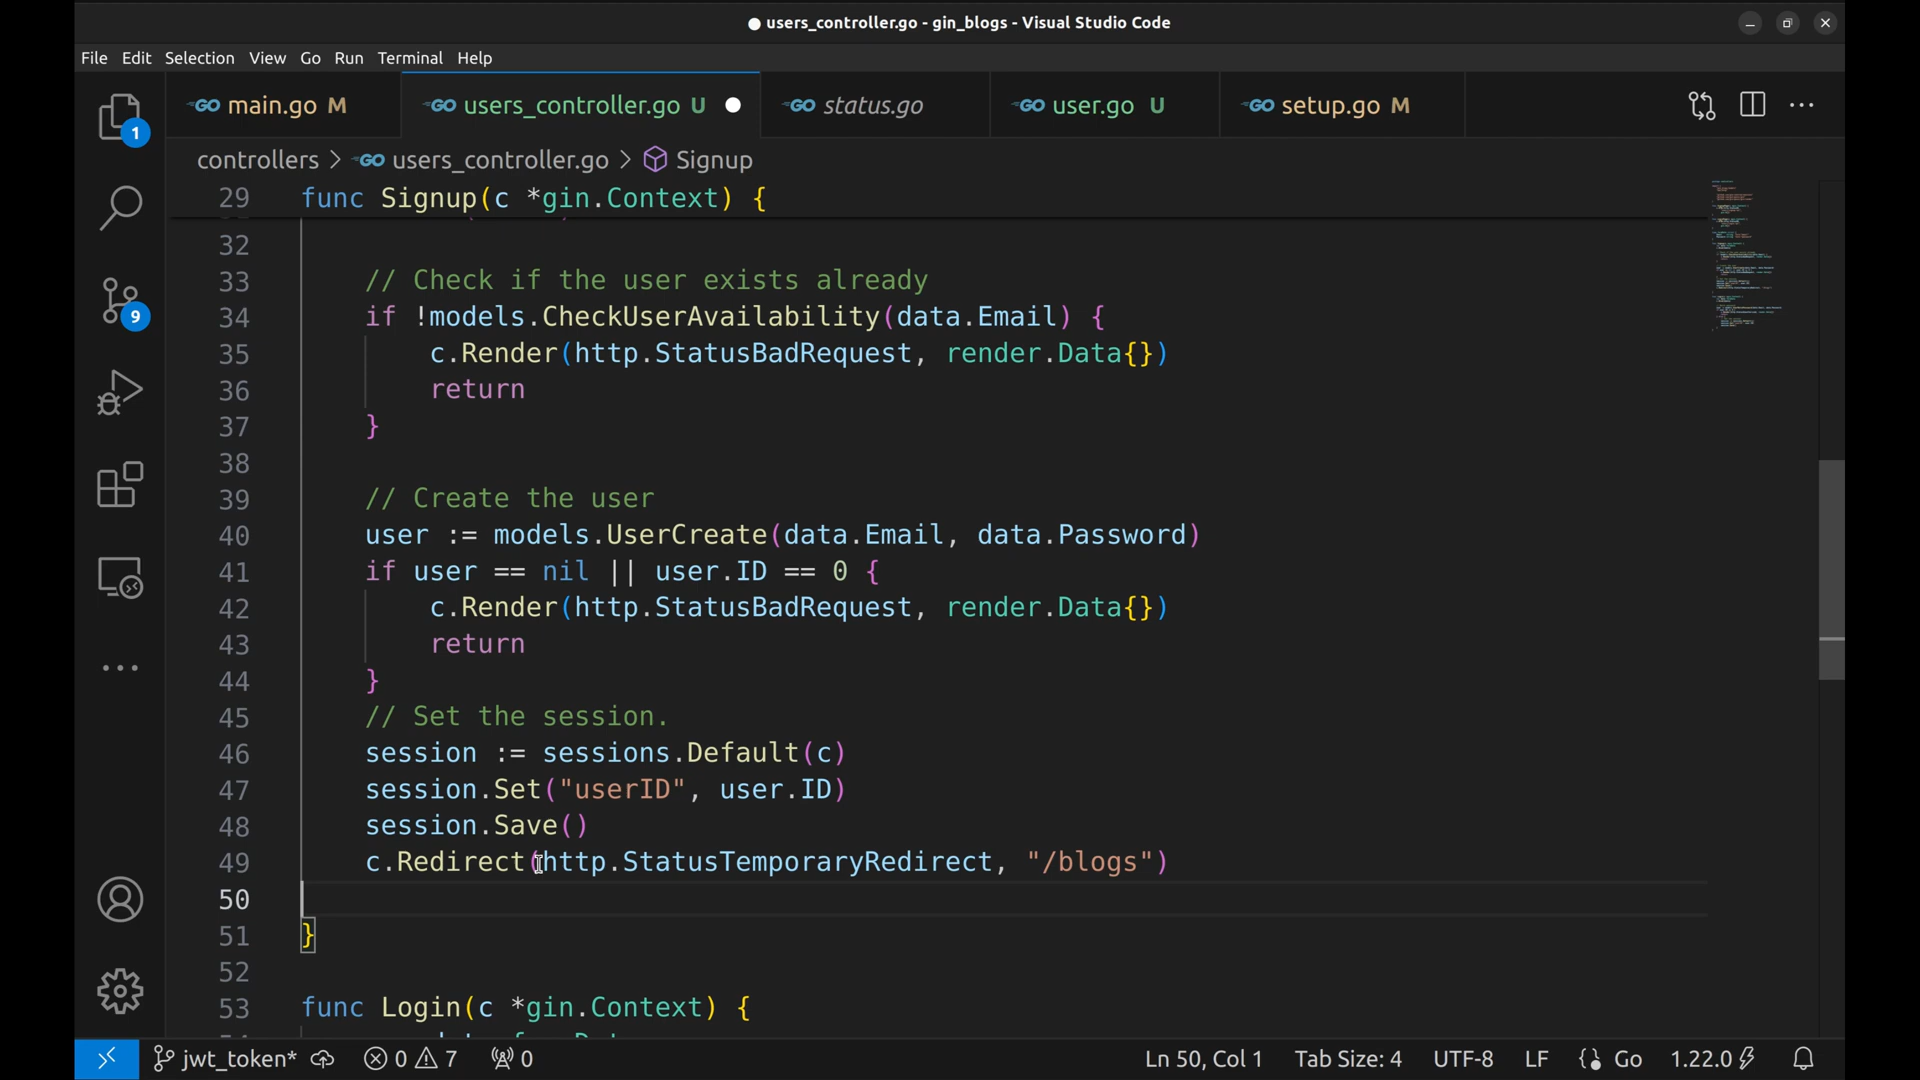 users_controller.go - gin_blogs - Visual Studio Code
File Edit Selection View Go Run Terminal Help
main.go M users_controller.go U status.go user.go U setup.go M
controllers > users_controller.go > Signup
29 func Signup(c *gin.Context) {
32
33 // Check if the user exists already
34 if !models.CheckUserAvailability(data.Email) {
35 c.Render(http.StatusBadRequest, render.Data{})
36 return
37 }
38
39 // Create the user
40 user := models.UserCreate(data.Email, data.Password)
41 if user == nil || user.ID == 0 {
42 c.Render(http.StatusBadRequest, render.Data{})
43 return
44 }
45 // Set the session.
46 session := sessions.Default(c)
47 session.Set("userID", user.ID)
48 session.Save()
49 c.Redirect(http.StatusTemporaryRedirect, "/blogs")
50
51 }
52
53 func Login(c *gin.Context) {
1
9
jwt_token* 0 7 0 Ln 50, Col 1 Tab Size: 4 UTF-8 LF {} Go 1.22.0